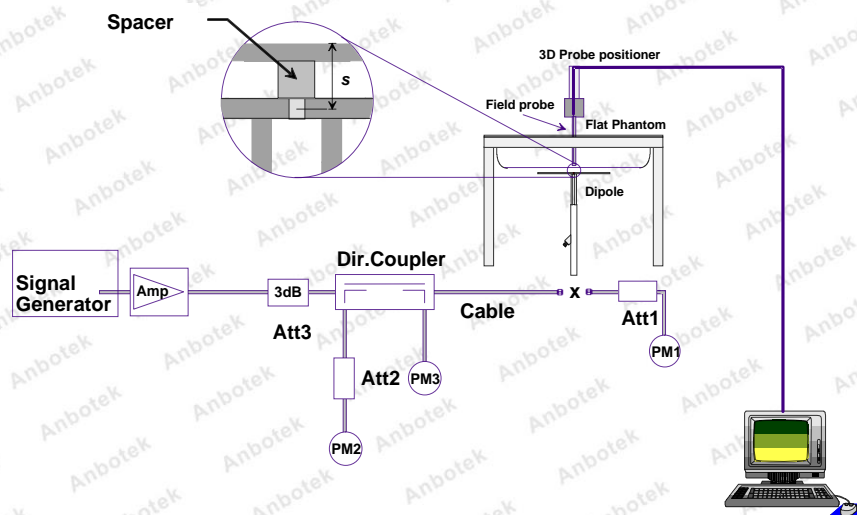 Spacer
s
3D Probe positioner
Field probe
Flat Phantom
Dipole
Signal
Generator
Amp
3dB
Att3
Dir.Coupler
Cable
x
Att1
PM1
Att2
PM3
PM2
Anbotek